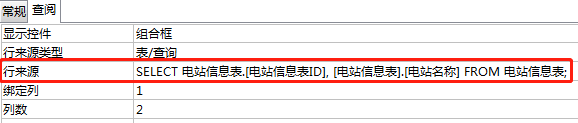 常规 查阅
显示控件 组合框
行来源类型 表/查询
行来源 SELECT 电站信息表.[电站信息表ID], [电站信息表].[电站名称] FROM 电站信息表;
绑定列 1
列数 2